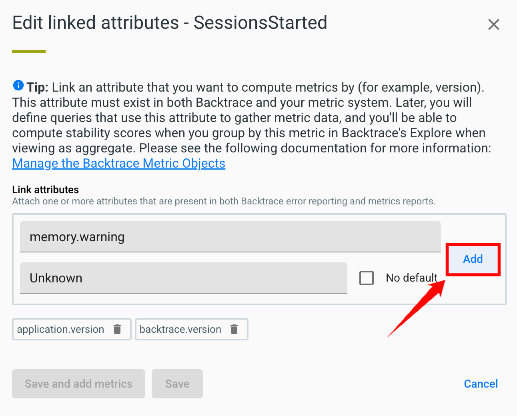 Edit linked attributes - SessionsStarted
Tip: Link an attribute that you want to compute metrics by (for example, version).
This attribute must exist in both Backtrace and your metric system. Later, you will
define queries that use this attribute to gather metric data, and you'll be able to
compute stability scores when you group by this metric in Backtrace's Explore when
viewing as aggregate. Please see the following documentation for more information:
Manage the Backtrace Metric Objects
Link attributes
Attach one or more attributes that are present in both Backtrace error reporting and metrics reports.
memory.warning
Add
Unknown
No default
application.version
backtrace.version
Save and add metrics
Save
Cancel